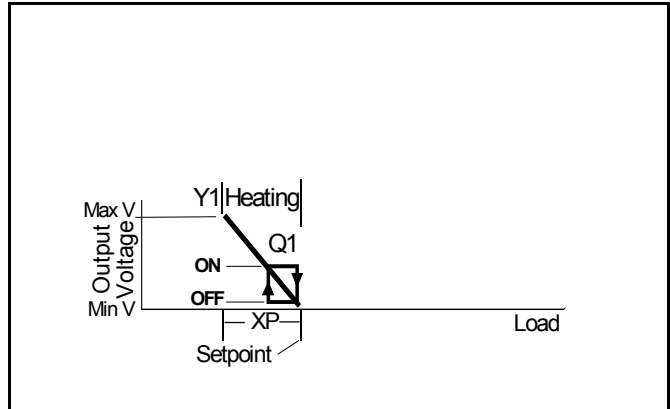 Y1 Heating
Max V
Output
Voltage
Q1
ON
OFF
Min V
XP
Load
Setpoint